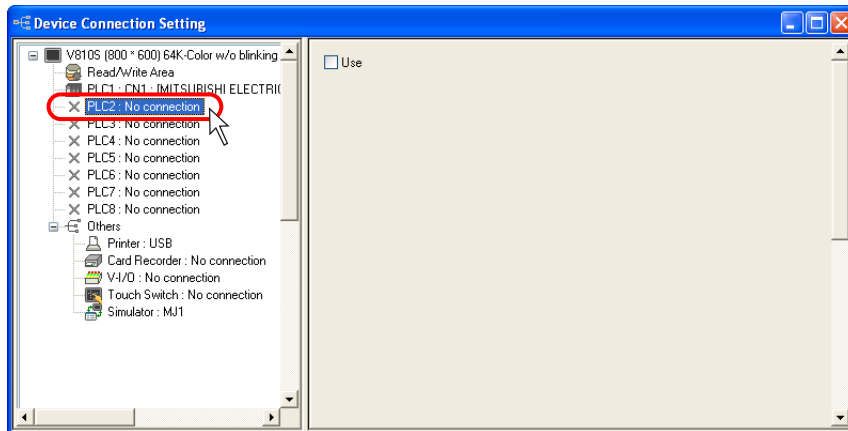 Device Connection Setting
V810S (800 * 600) 64K-Color w/o blinking
Read/Write Area
PLC1 : CN1 : [MITSUBISHI ELECTRIC
PLC2 : No connection
PLC3 : No connection
PLC4 : No connection
PLC5 : No connection
PLC6 : No connection
PLC7 : No connection
PLC8 : No connection
Others
Printer : USB
Card Recorder : No connection
V-I/O : No connection
Touch Switch : No connection
Simulator : MJ1
Use